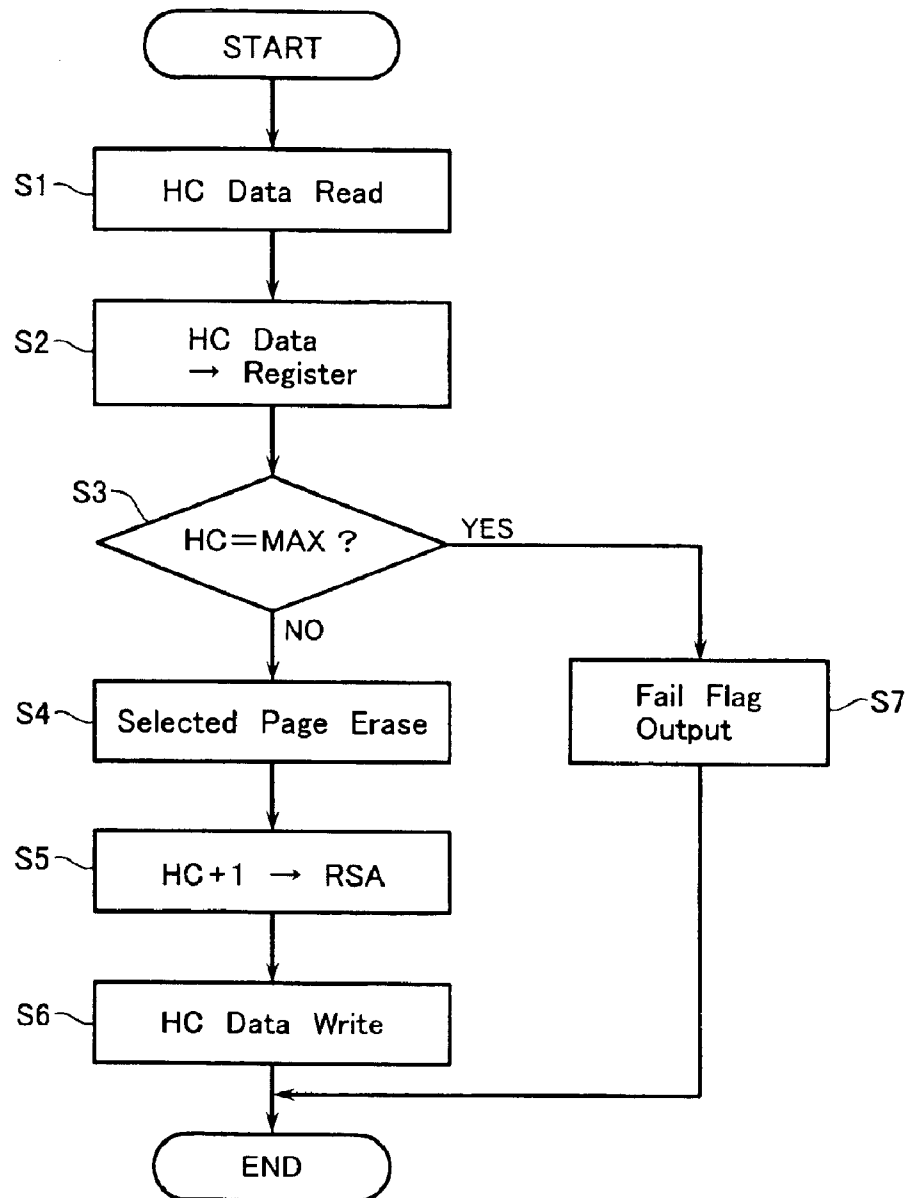 START
S1
HC Data Read
S2
HC Data
→ Register
S3
HC=MAX ?
YES
NO
S4
Selected Page Erase
Fail Flag
Output
S7
S5
HC+1 → RSA
S6
HC Data Write
END